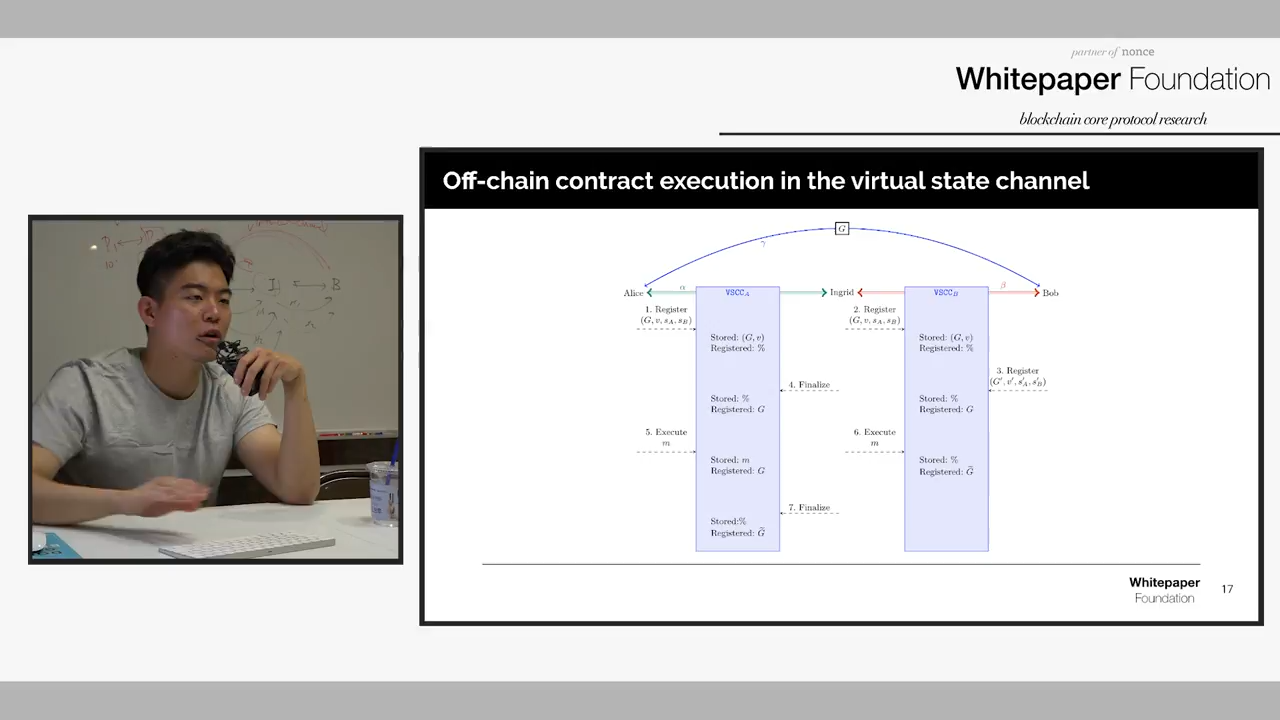 partner of nonce
Whitepaper Foundation
blockchain core protocol research
Off-chain contract execution in the virtual state channel
G
γ
Alice
α
VSCC_A
Ingrid
VSCC_B
β
Bob
1. Register
(G, v, s_A, s_B)
2. Register
(G, v, s_A, s_B)
Stored: (G, v)
Registered: %
Stored: (G, v)
Registered: %
3. Register
(G′, v′, s′_A, s′_B)
4. Finalize
Stored: %
Registered: G
Stored: %
Registered: G
5. Execute
m
6. Execute
m
Stored: m
Registered: G
Stored: %
Registered: G̃
7. Finalize
Stored:%
Registered: G̃
Whitepaper
Foundation
17
I
B